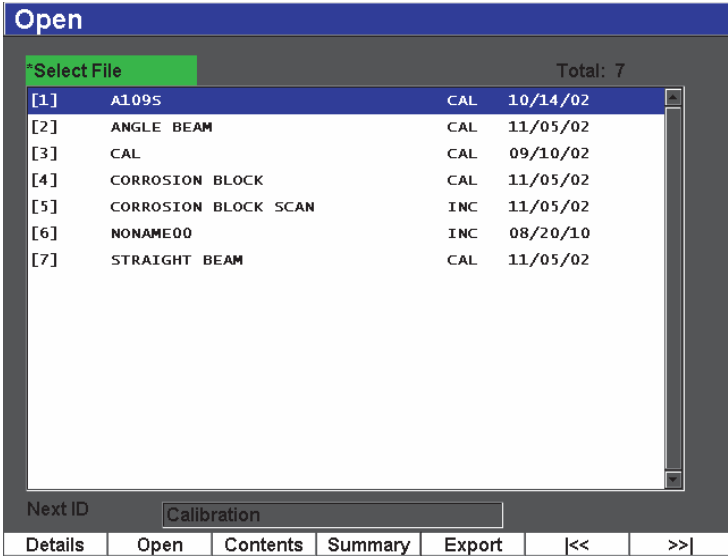 Open
*Select File Total: 7
[1] A109S CAL 10/14/02
[2] ANGLE BEAM CAL 11/05/02
[3] CAL CAL 09/10/02
[4] CORROSION BLOCK CAL 11/05/02
[5] CORROSION BLOCK SCAN INC 11/05/02
[6] NONAME00 INC 08/20/10
[7] STRAIGHT BEAM CAL 11/05/02
Next ID Calibration
Details Open Contents Summary Export |<< >>|